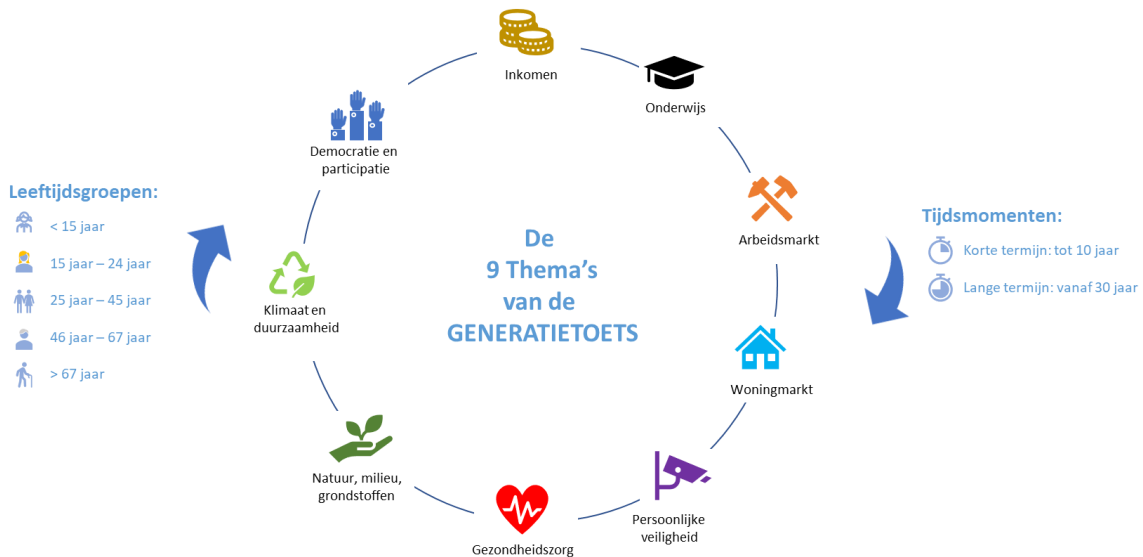 Inkomen
Onderwijs
Democratie en
participatie
Leeftijdsgroepen:
< 15 jaar
15 jaar – 24 jaar
25 jaar – 45 jaar
46 jaar – 67 jaar
> 67 jaar
De
9 Thema's
van de
GENERATIETOETS
Arbeidsmarkt
Tijdsmomenten:
Korte termijn: tot 10 jaar
Lange termijn: vanaf 30 jaar
Klimaat en
duurzaamheid
Woningmarkt
Natuur, milieu,
grondstoffen
Persoonlijke
veiligheid
Gezondheidszorg